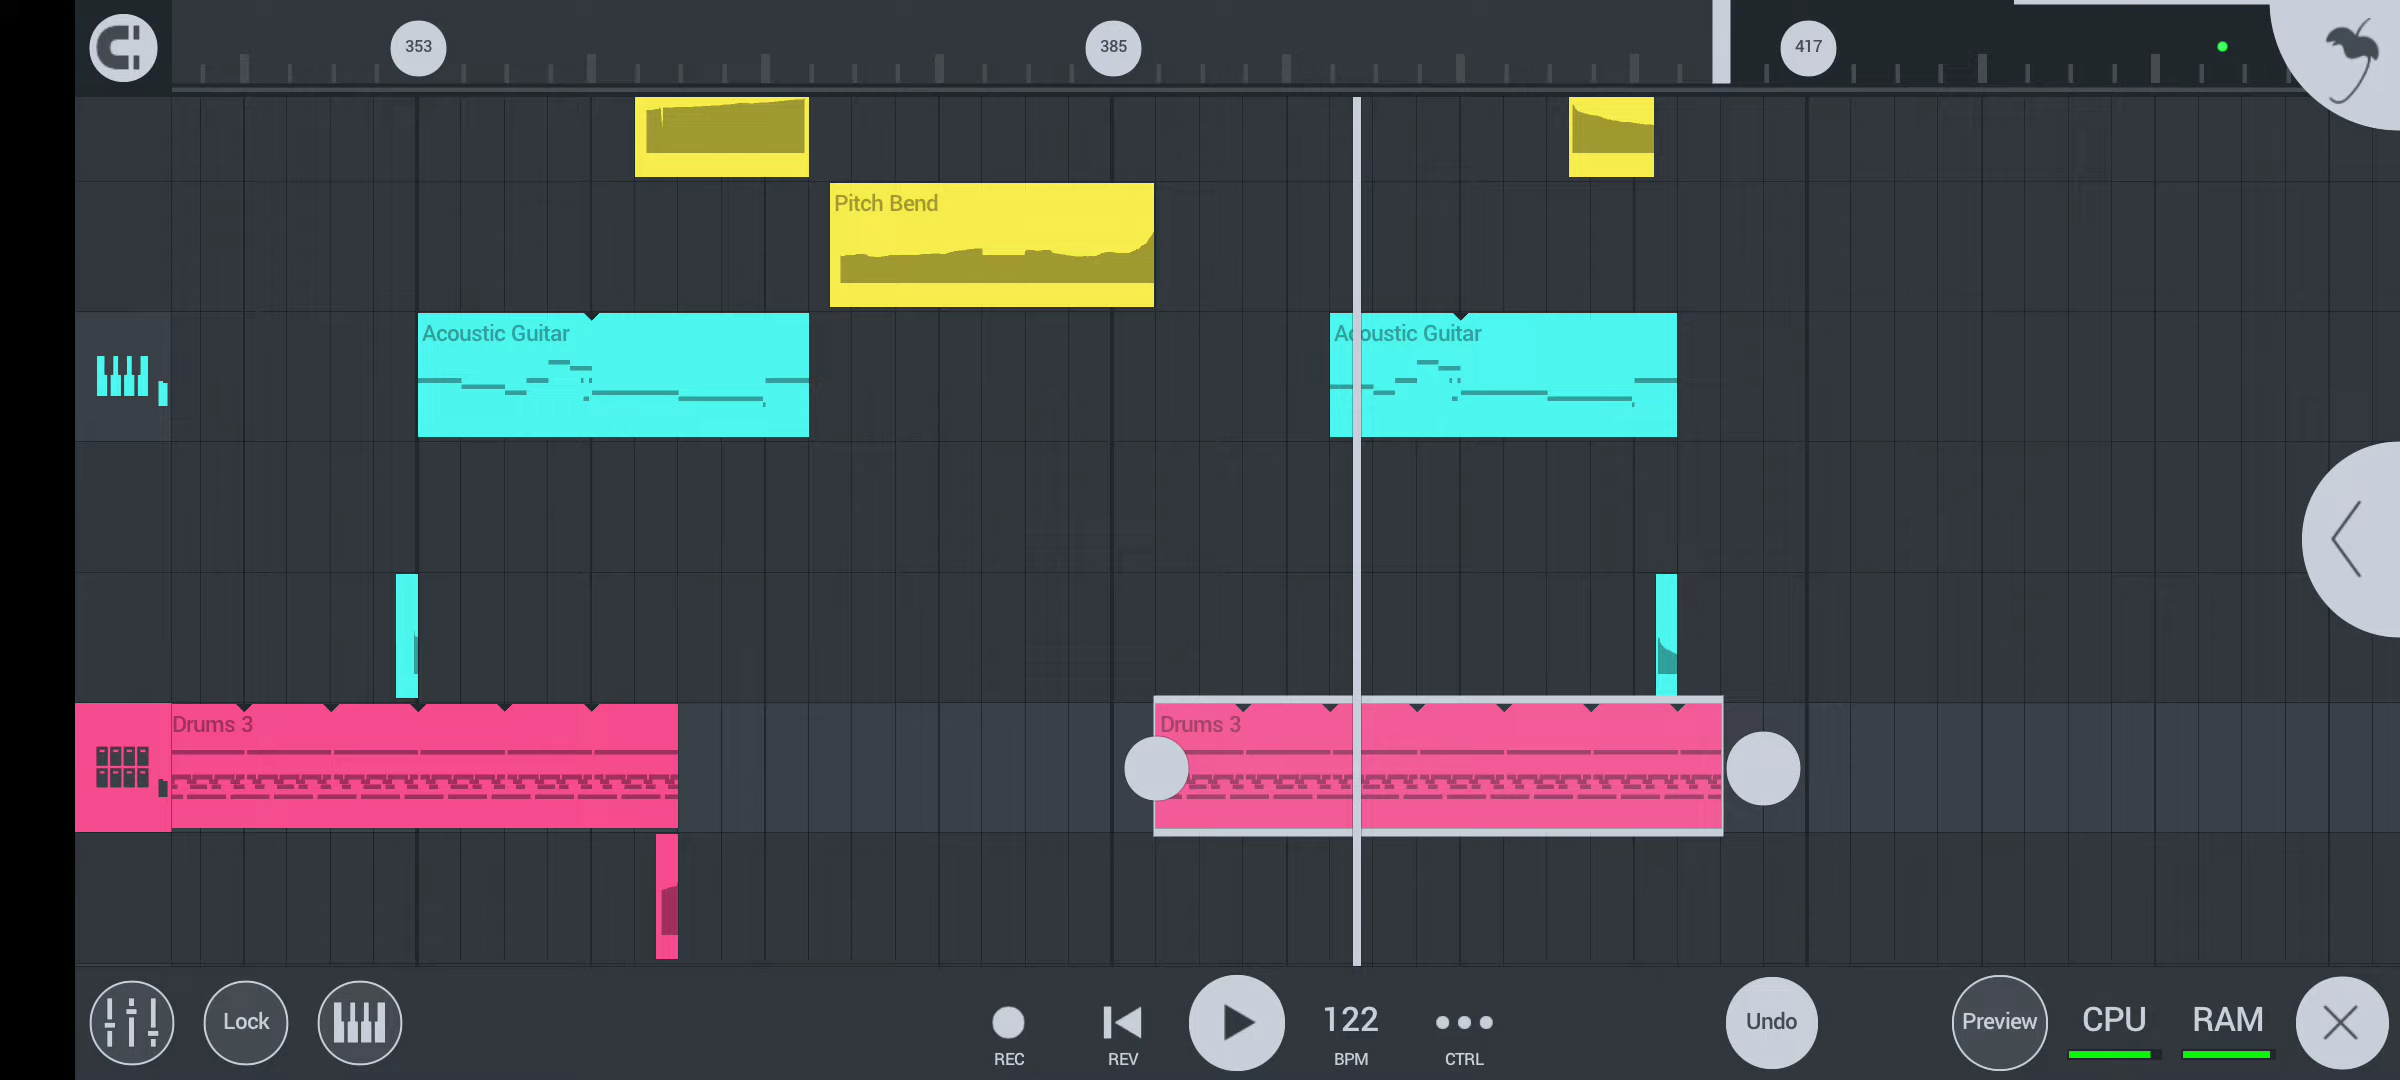 353
385
417
Pitch Bend
Acoustic Guitar
Acoustic Guitar
Drums 3
Drums 3
Lock
REC
REV
122
BPM
CTRL
Undo
Preview
CPU
RAM